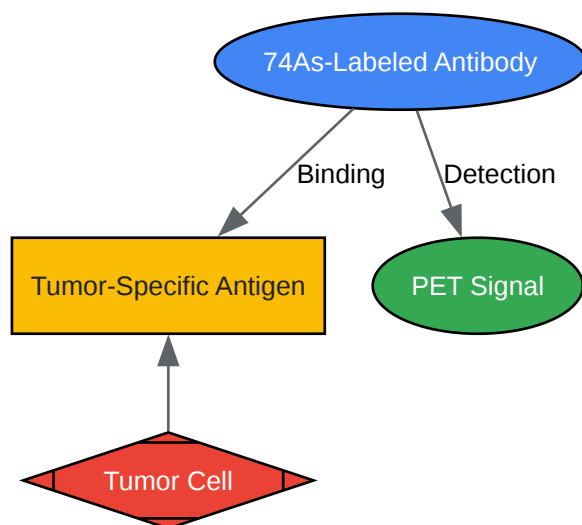 74As-Labeled Antibody
Binding
Detection
Tumor-Specific Antigen
PET Signal
Tumor Cell